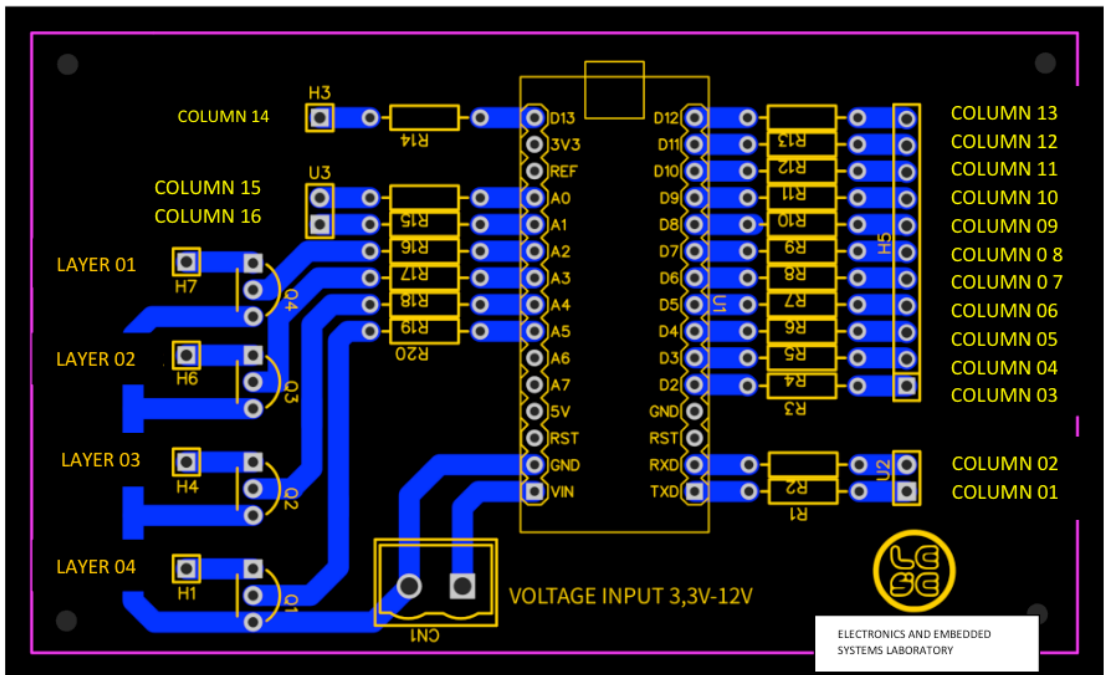 H3
COLUMN 14
R14
U3
COLUMN 15
COLUMN 16
R15
R16
R17
R18
R19
R20
LAYER 01
H7
Q4
LAYER 02
H6
Q3
LAYER 03
H4
Q2
LAYER 04
H1
Q1
D13
3V3
REF
A0
A1
A2
A3
A4
A5
A6
A7
5V
RST
GND
VIN
D12
D11
D10
D9
D8
D7
D6
D5
D4
D3
D2
GND
RST
RXD
TXD
U1
R13
R12
R11
R10
R9
R8
R7
R6
R5
R4
R3
R2
R1
H5
U2
COLUMN 13
COLUMN 12
COLUMN 11
COLUMN 10
COLUMN 09
COLUMN 0 8
COLUMN 0 7
COLUMN 06
COLUMN 05
COLUMN 04
COLUMN 03
COLUMN 02
COLUMN 01
CN1
VOLTAGE INPUT 3,3V-12V
ELECTRONICS AND EMBEDDED
SYSTEMS LABORATORY